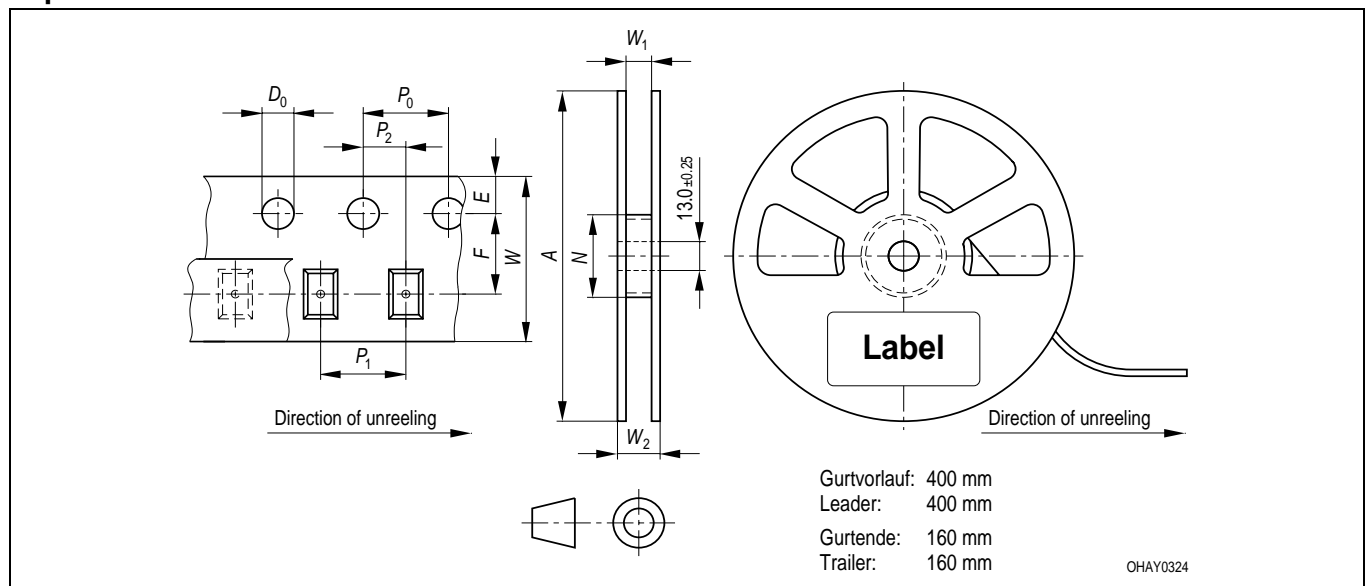 W1
D0
P0
P2
E
F
W
A
N
13.0 ±0.25
Label
P1
Direction of unreeling
W2
Direction of unreeling
Gurtvorlauf: 400 mm
Leader: 400 mm
Gurtende: 160 mm
Trailer: 160 mm
OHAY0324